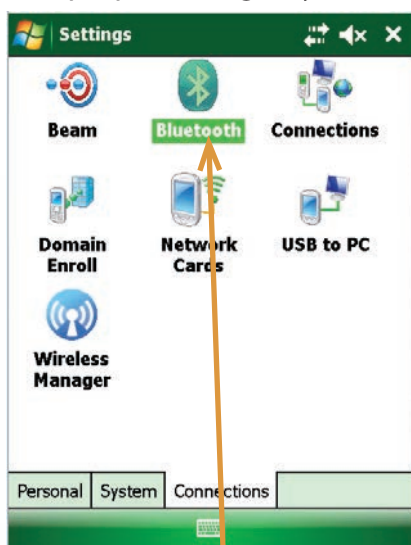 Settings
Beam
Bluetooth
Connections
Domain
Enroll
Network
Cards
USB to PC
Wireless
Manager
Personal
System
Connections